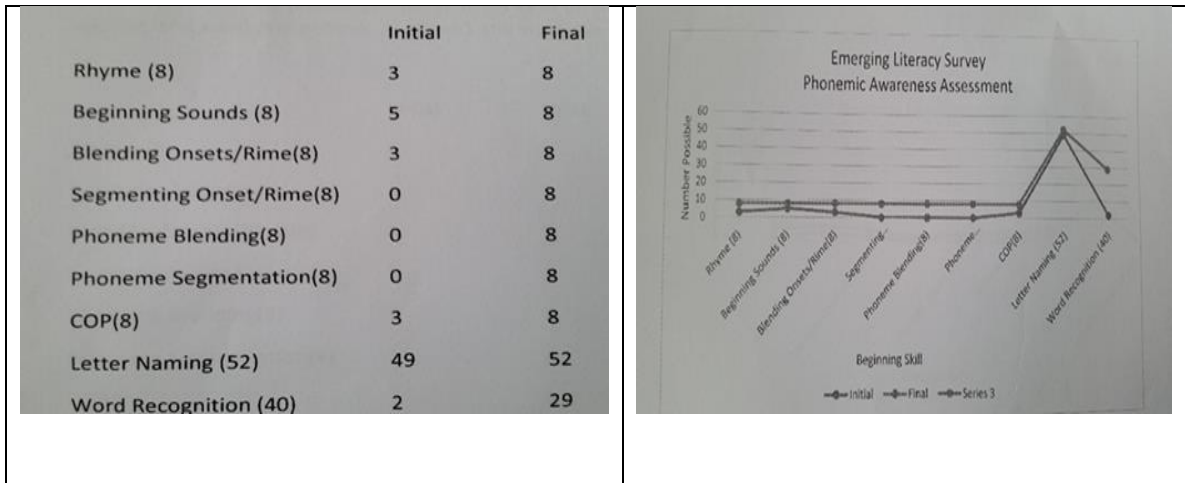 Initial Final
Rhyme (8) 3 8
Beginning Sounds (8) 5 8
Blending Onsets/Rime(8) 3 8
Segmenting Onset/Rime(8) 0 8
Phoneme Blending(8) 0 8
Phoneme Segmentation(8) 0 8
COP(8) 3 8
Letter Naming (52) 49 52
Word Recognition (40) 2 29
Emerging Literacy Survey
Phonemic Awareness Assessment
Number Possible
60
50
40
30
20
10
0
Rhyme (8)
Beginning Sounds (8)
Blending Onsets/Rime(8)
Segmenting...
Phoneme Blending(8)
Phoneme...
COP(8)
Letter Naming (52)
Word Recognition (40)
Beginning Skill
Initial Final Series 3